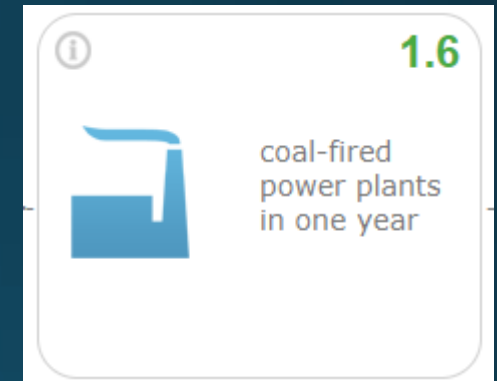 1.6
coal-fired
power plants
in one year